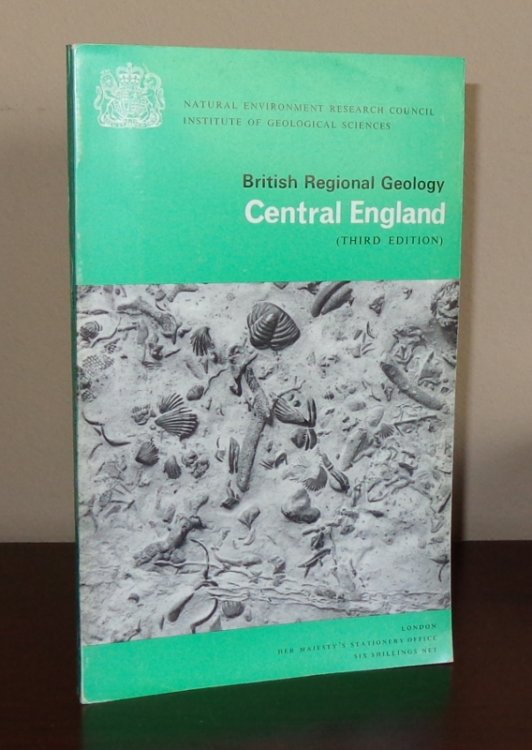 NATURAL ENVIRONMENT RESEARCH COUNCIL
INSTITUTE OF GEOLOGICAL SCIENCES
British Regional Geology
Central England
(THIRD EDITION)
LONDON
HER MAJESTY'S STATIONERY OFFICE
SIX SHILLINGS NET